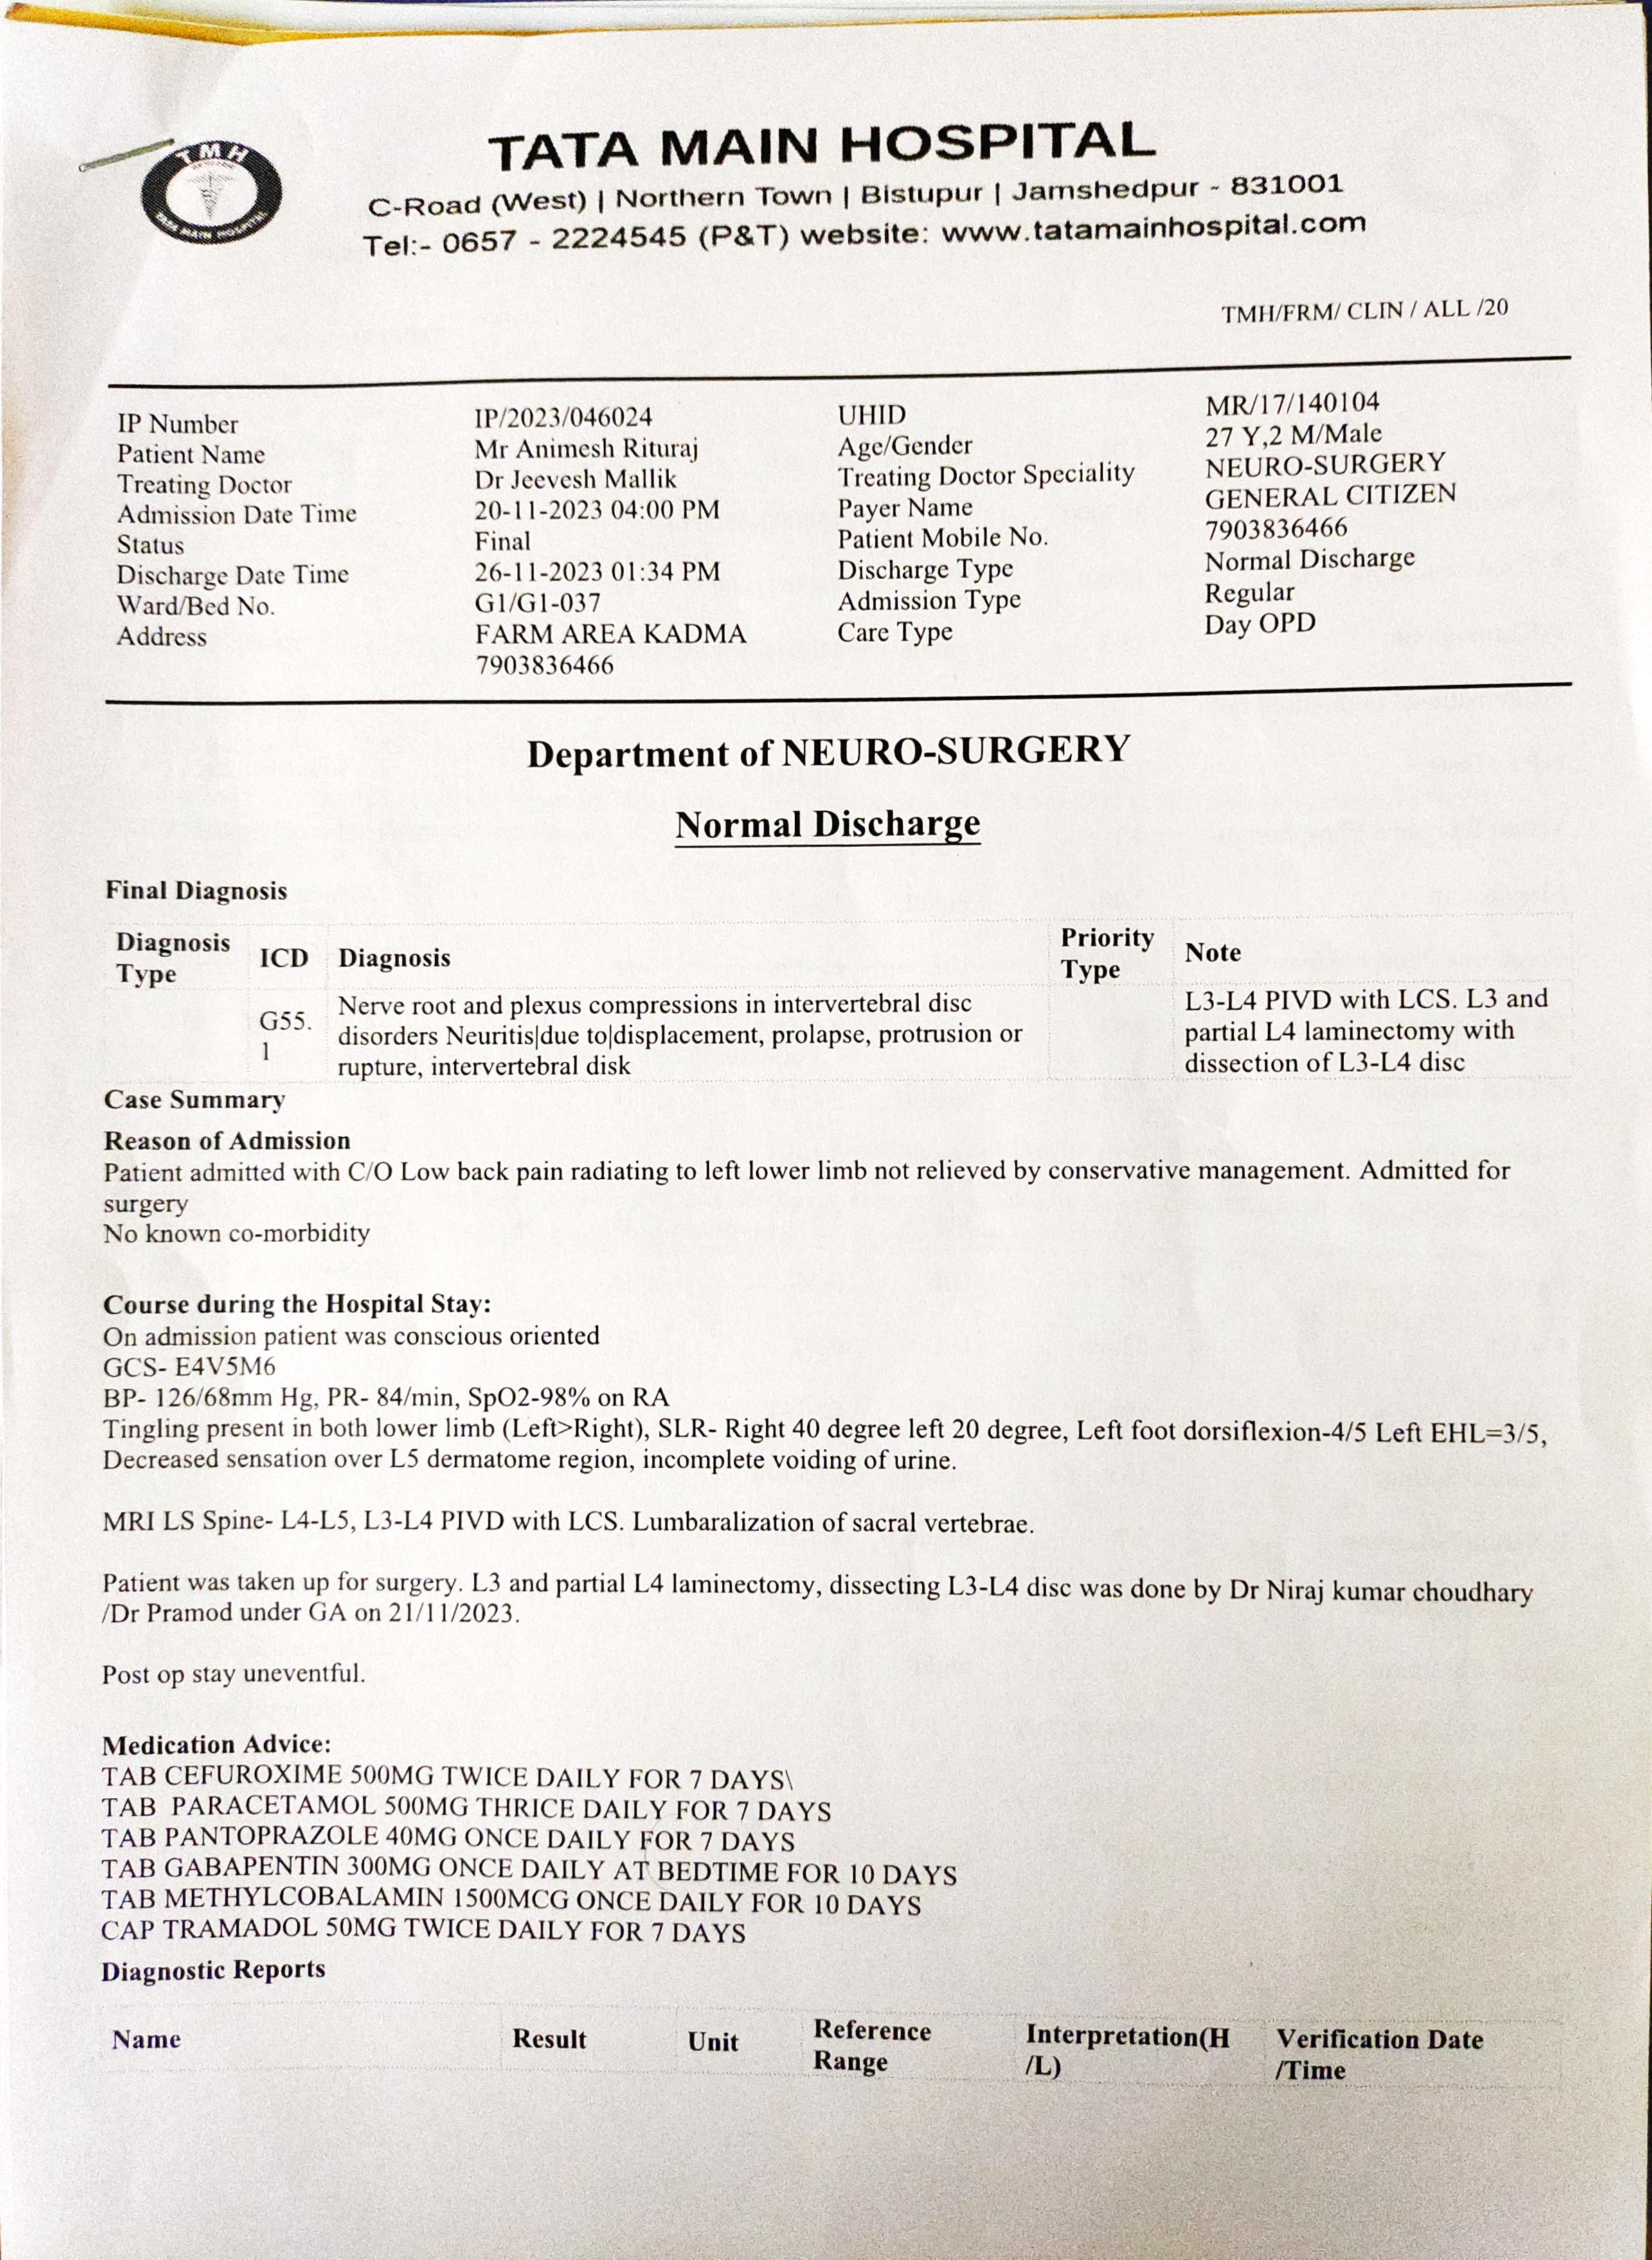 TMH
TATA MAIN HOSPITAL
TATA MAIN HOSPITAL
C-Road (West) | Northern Town | Bistupur | Jamshedpur - 831001
Tel:- 0657 - 2224545 (P&T) website: www.tatamainhospital.com
TMH/FRM/ CLIN / ALL /20
IP Number IP/2023/046024 UHID MR/17/140104
Patient Name Mr Animesh Rituraj Age/Gender 27 Y,2 M/Male
Treating Doctor Dr Jeevesh Mallik Treating Doctor Speciality NEURO-SURGERY
Admission Date Time 20-11-2023 04:00 PM Payer Name GENERAL CITIZEN
Status Final Patient Mobile No. 7903836466
Discharge Date Time 26-11-2023 01:34 PM Discharge Type Normal Discharge
Ward/Bed No. G1/G1-037 Admission Type Regular
Address FARM AREA KADMA Care Type Day OPD
7903836466
Department of NEURO-SURGERY
Normal Discharge
Final Diagnosis
Diagnosis Type ICD Diagnosis Priority Type Note
G55. Nerve root and plexus compressions in intervertebral disc L3-L4 PIVD with LCS. L3 and
1 disorders Neuritis|due to|displacement, prolapse, protrusion or partial L4 laminectomy with
rupture, intervertebral disk dissection of L3-L4 disc
Case Summary
Reason of Admission
Patient admitted with C/O Low back pain radiating to left lower limb not relieved by conservative management. Admitted for
surgery
No known co-morbidity
Course during the Hospital Stay:
On admission patient was conscious oriented
GCS- E4V5M6
BP- 126/68mm Hg, PR- 84/min, SpO2-98% on RA
Tingling present in both lower limb (Left>Right), SLR- Right 40 degree left 20 degree, Left foot dorsiflexion-4/5 Left EHL=3/5,
Decreased sensation over L5 dermatome region, incomplete voiding of urine.
MRI LS Spine- L4-L5, L3-L4 PIVD with LCS. Lumbaralization of sacral vertebrae.
Patient was taken up for surgery. L3 and partial L4 laminectomy, dissecting L3-L4 disc was done by Dr Niraj kumar choudhary
/Dr Pramod under GA on 21/11/2023.
Post op stay uneventful.
Medication Advice:
TAB CEFUROXIME 500MG TWICE DAILY FOR 7 DAYS\
TAB PARACETAMOL 500MG THRICE DAILY FOR 7 DAYS
TAB PANTOPRAZOLE 40MG ONCE DAILY FOR 7 DAYS
TAB GABAPENTIN 300MG ONCE DAILY AT BEDTIME FOR 10 DAYS
TAB METHYLCOBALAMIN 1500MCG ONCE DAILY FOR 10 DAYS
CAP TRAMADOL 50MG TWICE DAILY FOR 7 DAYS
Diagnostic Reports
Name Result Unit Reference Interpretation(H Verification Date
Range /L) /Time